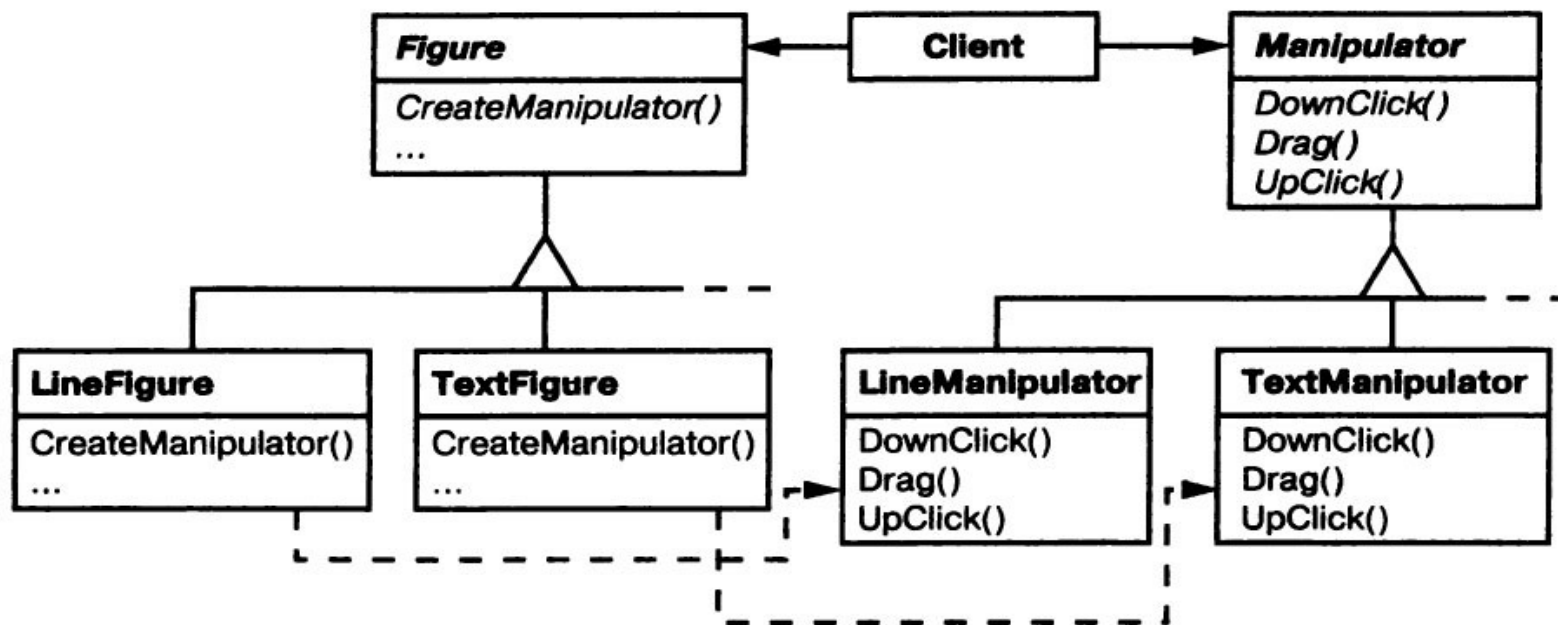 Figure
CreateManipulator()
...
Client
Manipulator
DownClick()
Drag()
UpClick()
LineFigure
CreateManipulator()
...
TextFigure
CreateManipulator()
...
LineManipulator
DownClick()
Drag()
UpClick()
TextManipulator
DownClick()
Drag()
UpClick()